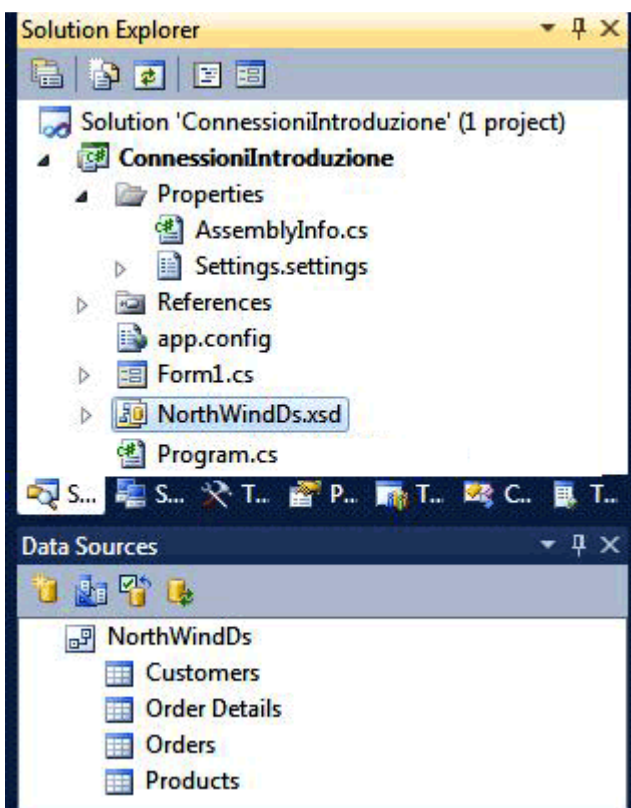 Solution Explorer
Solution 'ConnessioniIntroduzione' (1 project)
ConnessioniIntroduzione
Properties
AssemblyInfo.cs
Settings.settings
References
app.config
Form1.cs
NorthWindDs.xsd
Program.cs
S... S... T... P... T... C... T...
Data Sources
NorthWindDs
Customers
Order Details
Orders
Products